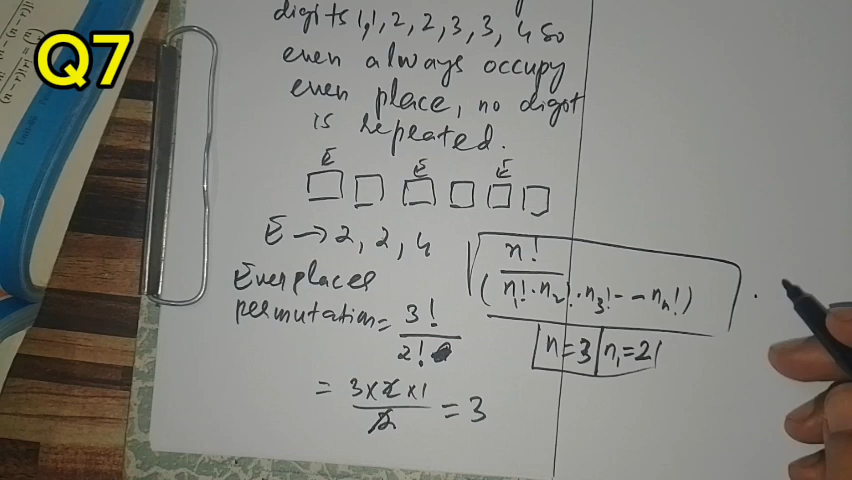 Q7
digits 1,1,2,2,3,3,4 so
even always occupy
even place, no digot
is repeated.
E E E
E → 2, 2, 4
Even places
permutation = 3! / 2!
= 3×2×1 / 2 = 3
n! / (n1! · n2! · n3! -- nn!)
n=3 n1=2!